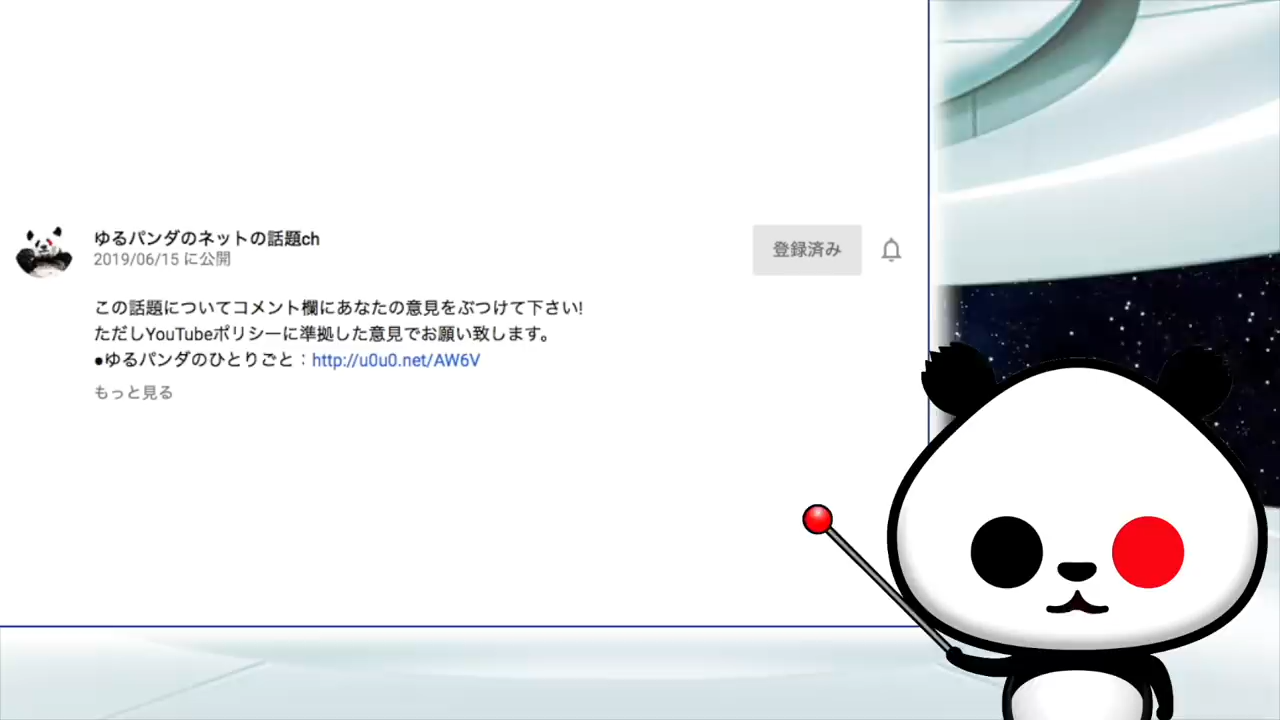 ゆるパンダのネットの話題ch
2019/06/15 に公開
登録済み
この話題についてコメント欄にあなたの意見をぶつけて下さい!
ただしYouTubeポリシーに準拠した意見でお願い致します。
●ゆるパンダのひとりごと：http://u0u0.net/AW6V
もっと見る